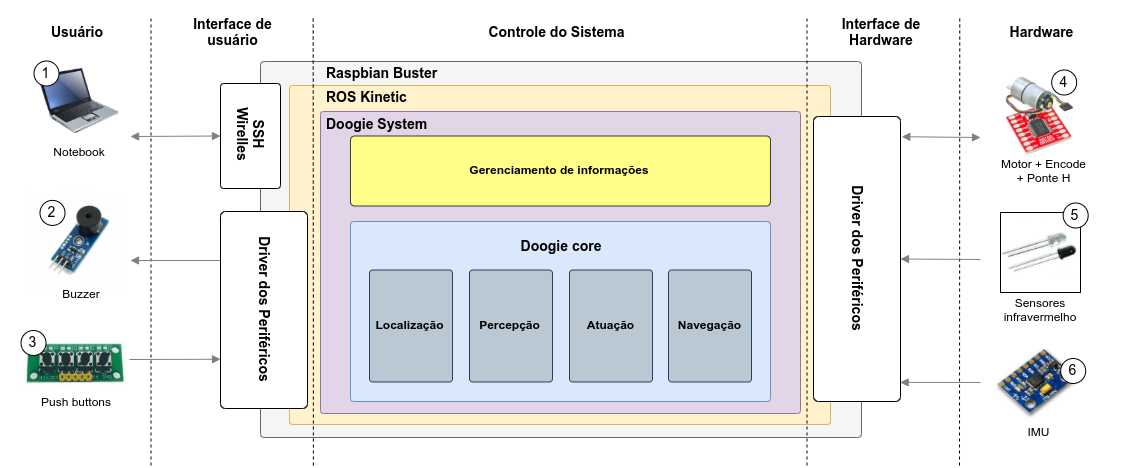 Usuário
Interface de
usuário
Controle do Sistema
Interface de
Hardware
Hardware
1
Notebook
2
Buzzer
3
Push buttons
SSH
Wirelles
Driver dos Periféricos
Raspbian Buster
ROS Kinetic
Doogie System
Gerenciamento de informações
Doogie core
Localização
Percepção
Atuação
Navegação
Driver dos Periféricos
4
Motor + Encode
+ Ponte H
5
Sensores
infravermelho
6
IMU